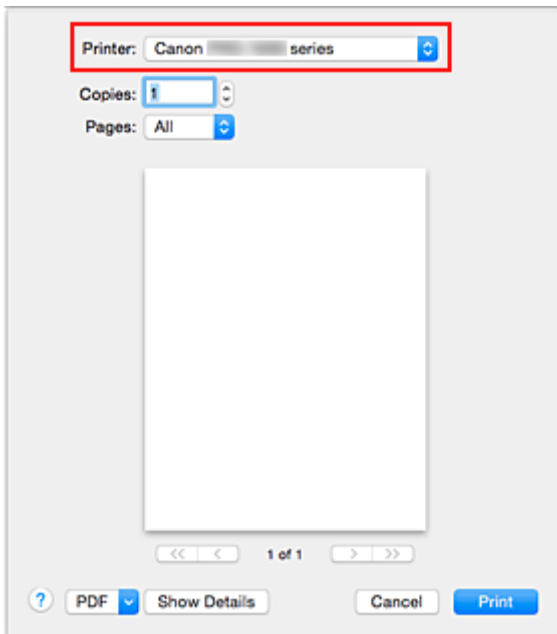 Printer: Canon series
Copies: 1
Pages: All
<< < 1 of 1 > >>
? PDF Show Details Cancel Print